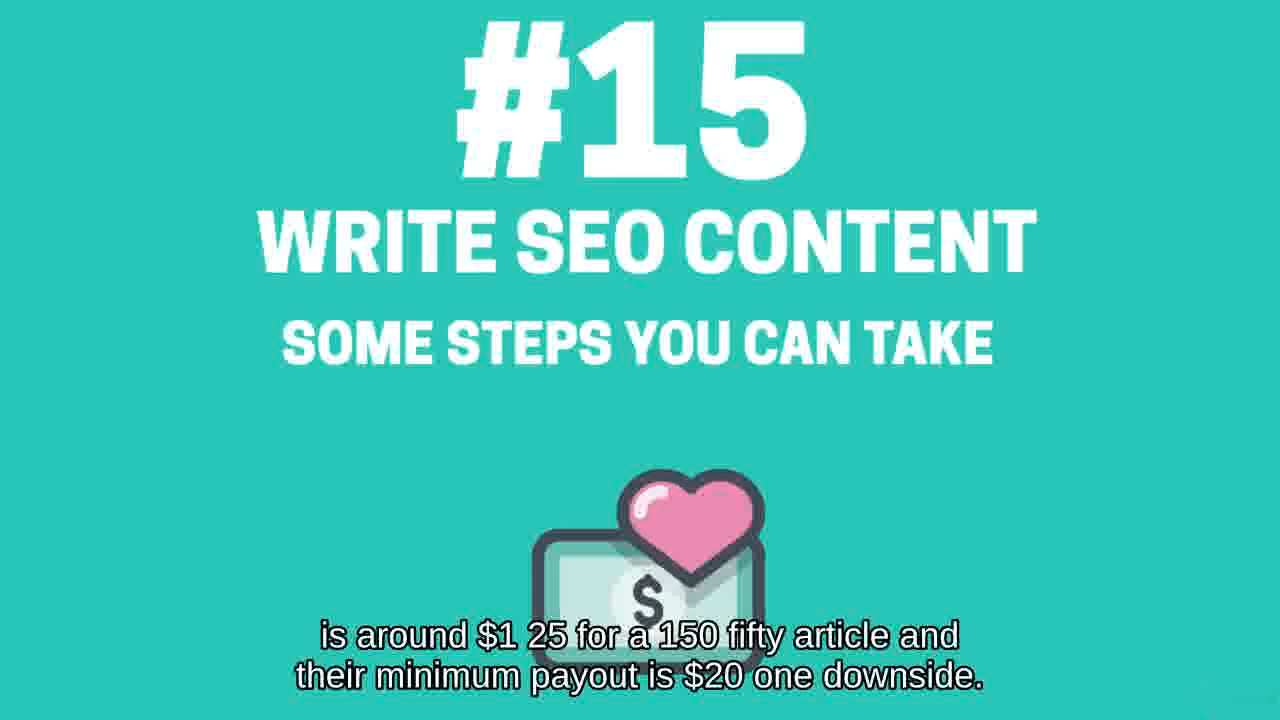 #15
WRITE SEO CONTENT
SOME STEPS YOU CAN TAKE
$
is around $1 25 for a 150 fifty article and
their minimum payout is $20 one downside.